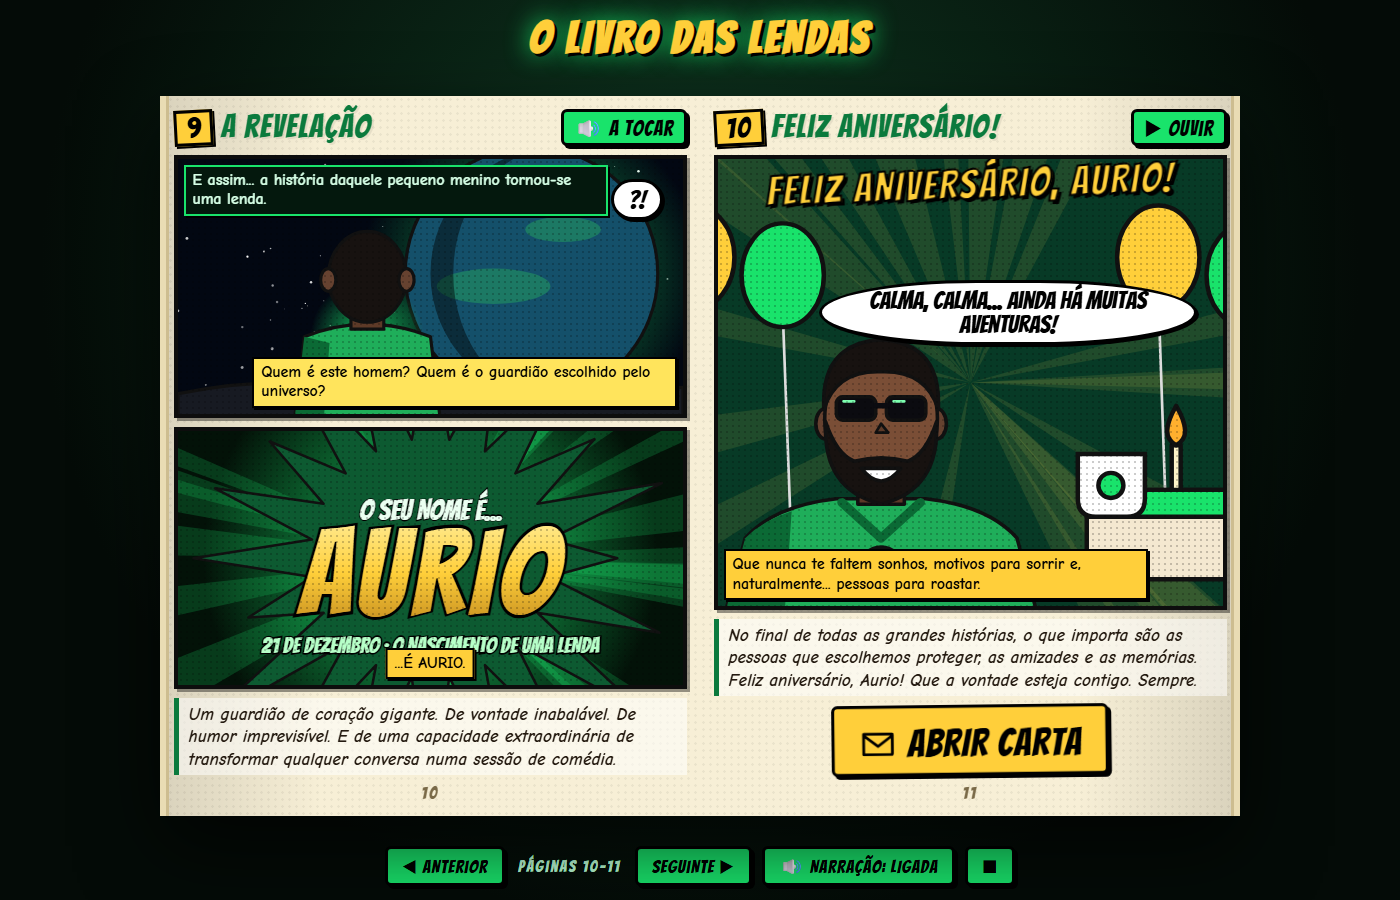 O LIVRO DAS LENDAS
9 A REVELAÇÃO
🔊 A TOCAR
E assim... a história daquele pequeno menino tornou-se
uma lenda.
?!
Quem é este homem? Quem é o guardião escolhido pelo
universo?
O SEU NOME É...
AURIO
21 DE DEZEMBRO · O NASCIMENTO DE UMA LENDA
...É AURIO.
Um guardião de coração gigante. De vontade inabalável. De
humor imprevisível. E de uma capacidade extraordinária de
transformar qualquer conversa numa sessão de comédia.
10
10 FELIZ ANIVERSÁRIO!
▶ OUVIR
FELIZ ANIVERSÁRIO, AURIO!
CALMA, CALMA... AINDA HÁ MUITAS
AVENTURAS!
Que nunca te faltem sonhos, motivos para sorrir e,
naturalmente... pessoas para roastar.
No final de todas as grandes histórias, o que importa são as
pessoas que escolhemos proteger, as amizades e as memórias.
Feliz aniversário, Aurio! Que a vontade esteja contigo. Sempre.
ABRIR CARTA
11
◀ ANTERIOR
PÁGINAS 10-11
SEGUINTE ▶
🔊 NARRAÇÃO: LIGADA